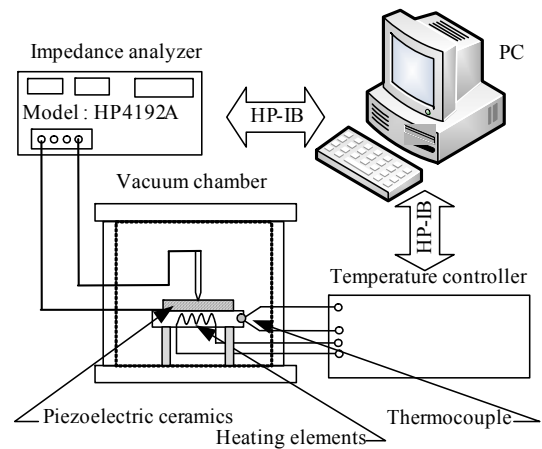 Impedance analyzer
PC
Model : HP4192A
HP-IB
Vacuum chamber
HP-IB
Temperature controller
Piezoelectric ceramics
Thermocouple
Heating elements